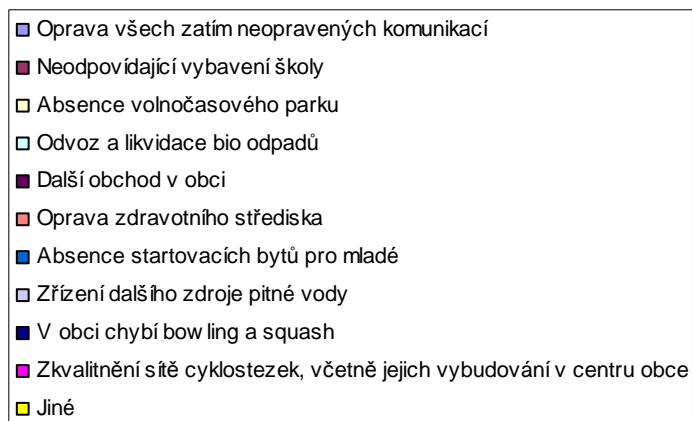 Oprava všech zatím neopravených komunikací
Neodpovídající vybavení školy
Absence volnočasového parku
Odvoz a likvidace bio odpadů
Další obchod v obci
Oprava zdravotního střediska
Absence startovacích bytů pro mladé
Zřízení dalšího zdroje pitné vody
V obci chybí bowling a squash
Zkvalitnění sítě cyklostezek, včetně jejich vybudování v centru obce
Jiné